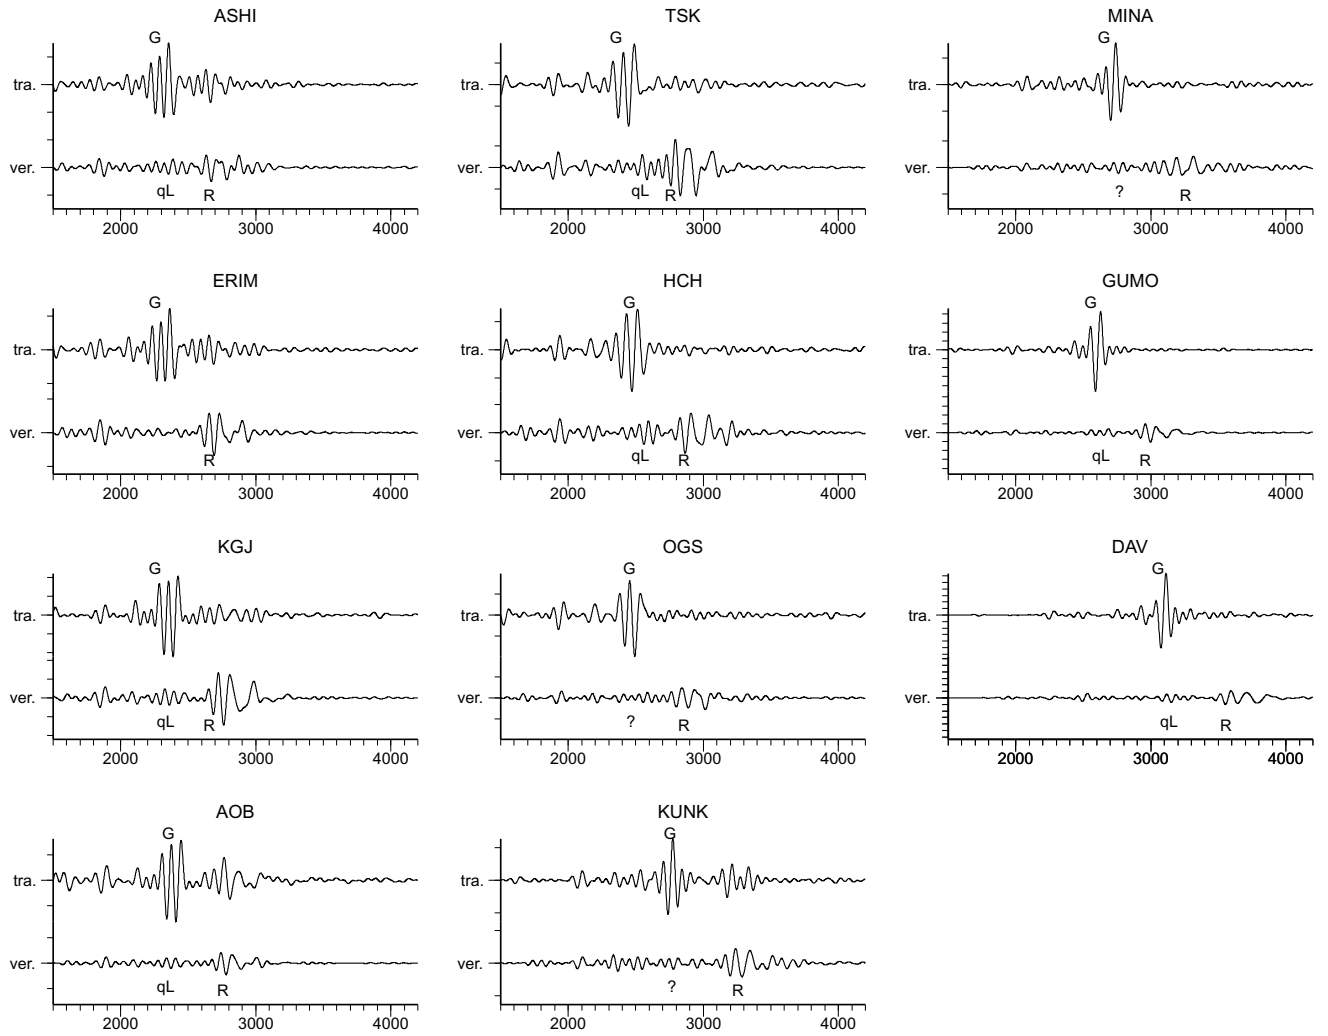 ASHI
G
tra.
ver.
qL
R
2000 3000 4000
TSK
G
tra.
ver.
qL
R
2000 3000 4000
MINA
G
tra.
ver.
?
R
2000 3000 4000
ERIM
G
tra.
ver.
R
2000 3000 4000
HCH
G
tra.
ver.
qL
R
2000 3000 4000
GUMO
G
tra.
ver.
qL
R
2000 3000 4000
KGJ
G
tra.
ver.
qL
R
2000 3000 4000
OGS
G
tra.
ver.
?
R
2000 3000 4000
DAV
G
tra.
ver.
qL
R
2000 3000 4000
AOB
G
tra.
ver.
qL
R
2000 3000 4000
KUNK
G
tra.
ver.
?
R
2000 3000 4000